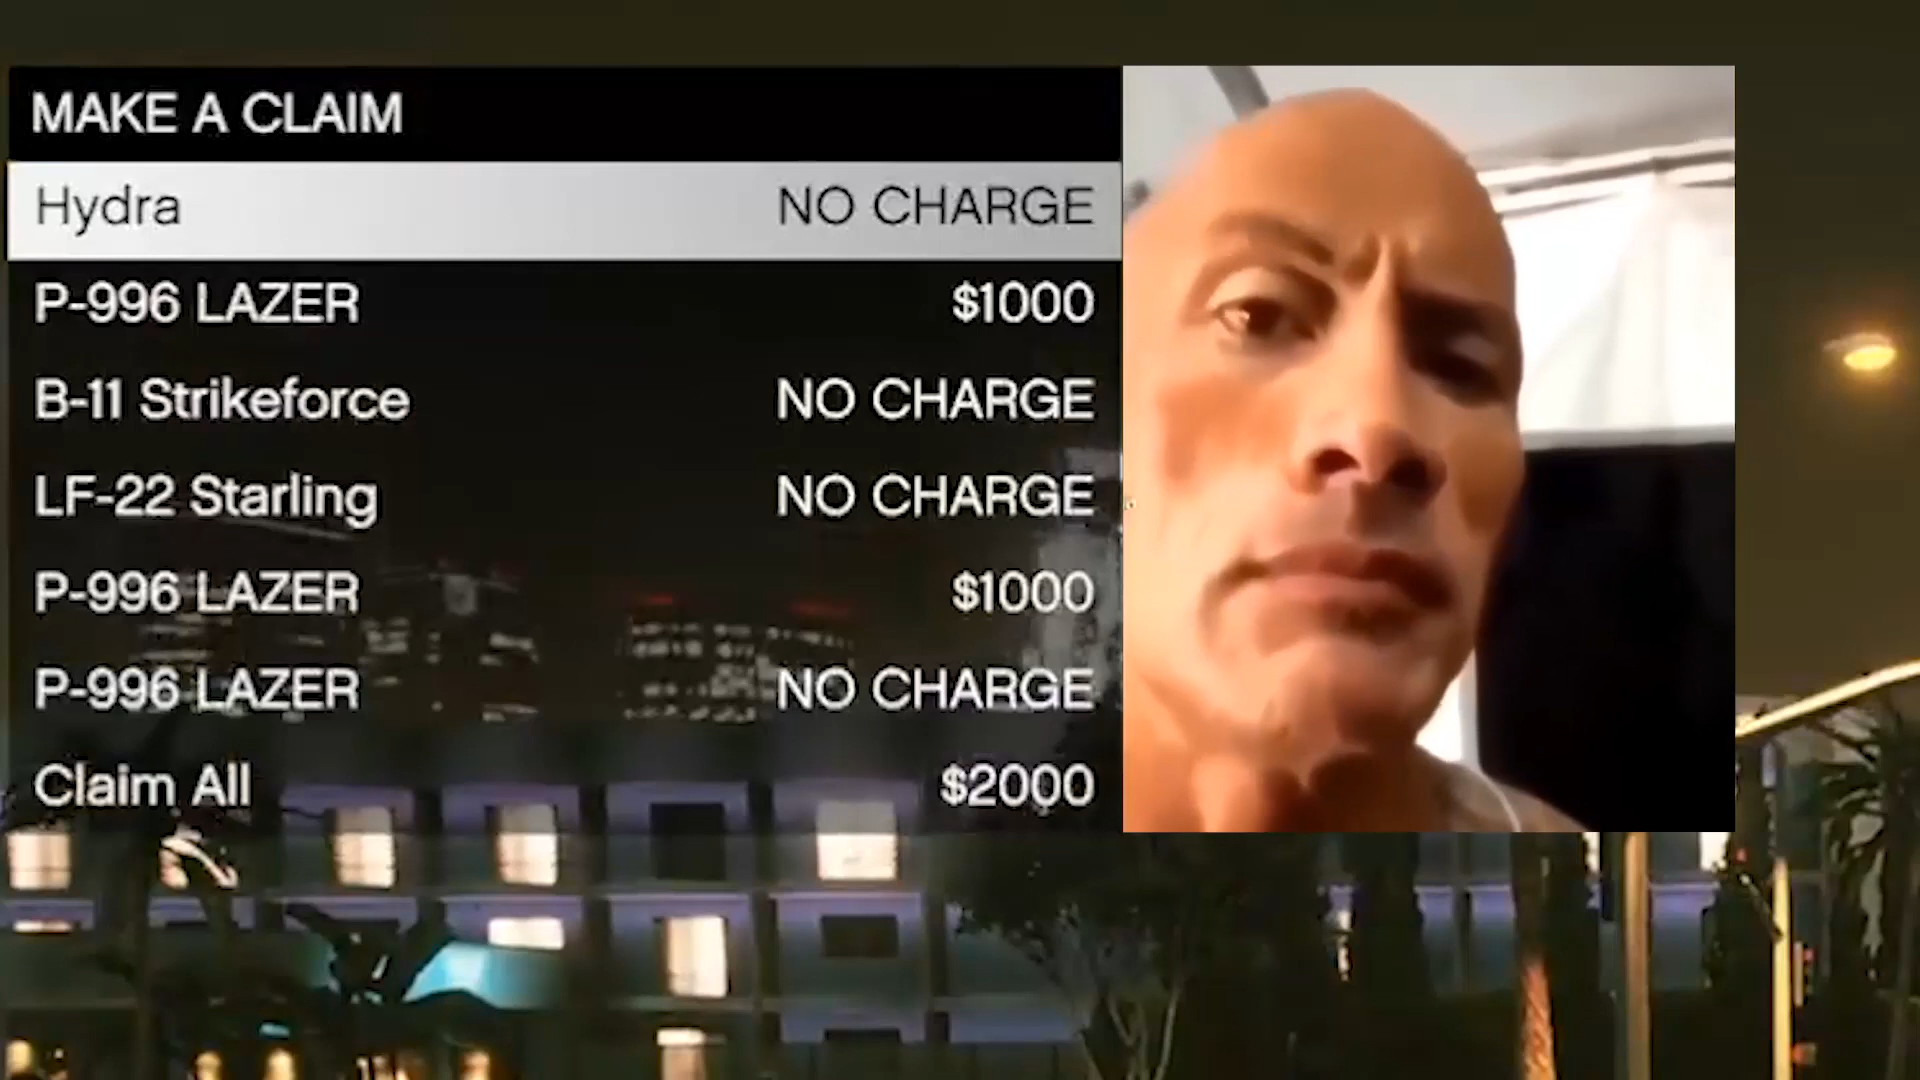 MAKE A CLAIM
Hydra NO CHARGE
P-996 LAZER $1000
B-11 Strikeforce NO CHARGE
LF-22 Starling NO CHARGE
P-996 LAZER $1000
P-996 LAZER NO CHARGE
Claim All $2000